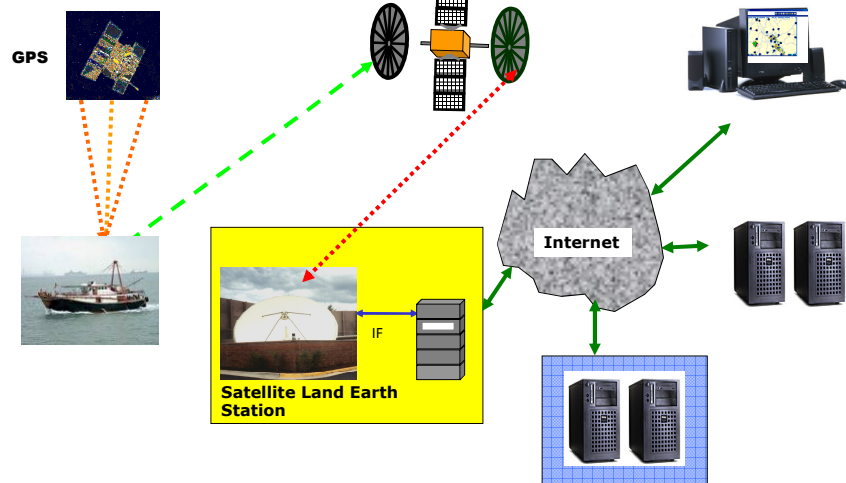 GPS
Internet
IF
Satellite Land Earth
Station